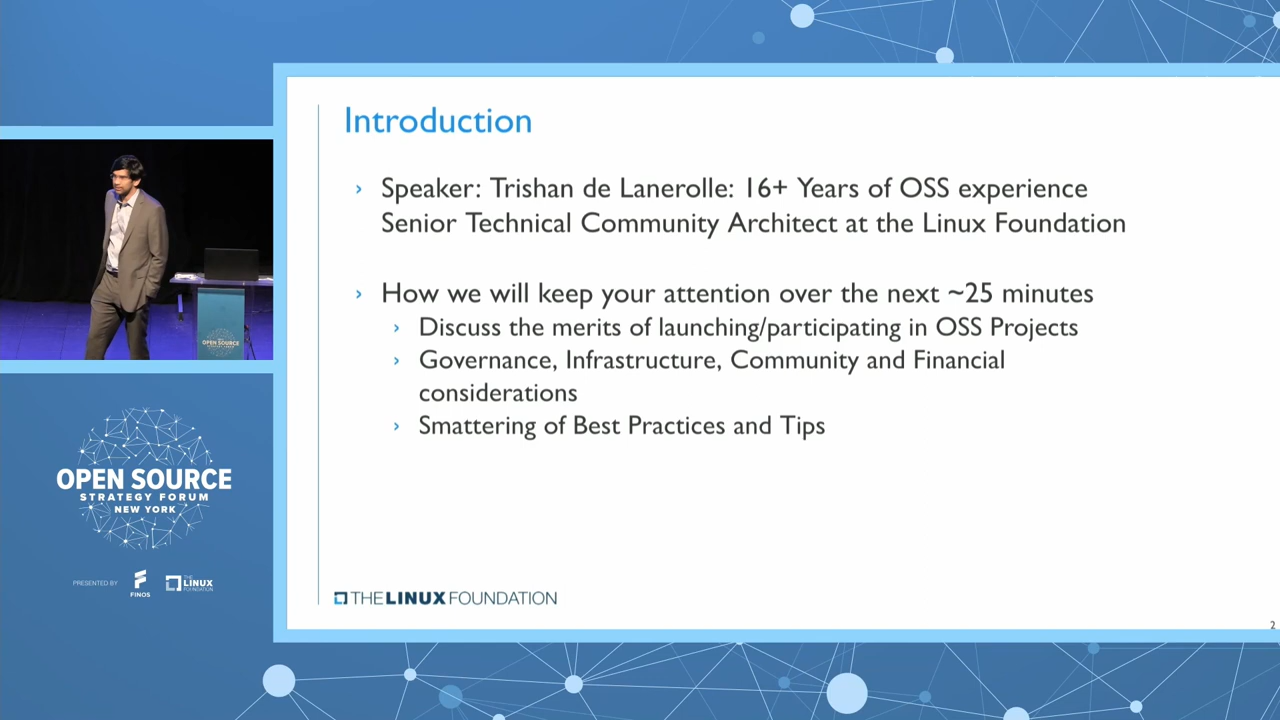 Introduction
› Speaker: Trishan de Lanerolle: 16+ Years of OSS experience
Senior Technical Community Architect at the Linux Foundation
› How we will keep your attention over the next ~25 minutes
› Discuss the merits of launching/participating in OSS Projects
› Governance, Infrastructure, Community and Financial
considerations
› Smattering of Best Practices and Tips
THE LINUX FOUNDATION
2
OPEN SOURCE
OPEN SOURCE
STRATEGY FORUM
NEW YORK
PRESENTED BY
FINOS
THE
LINUX
FOUNDATION